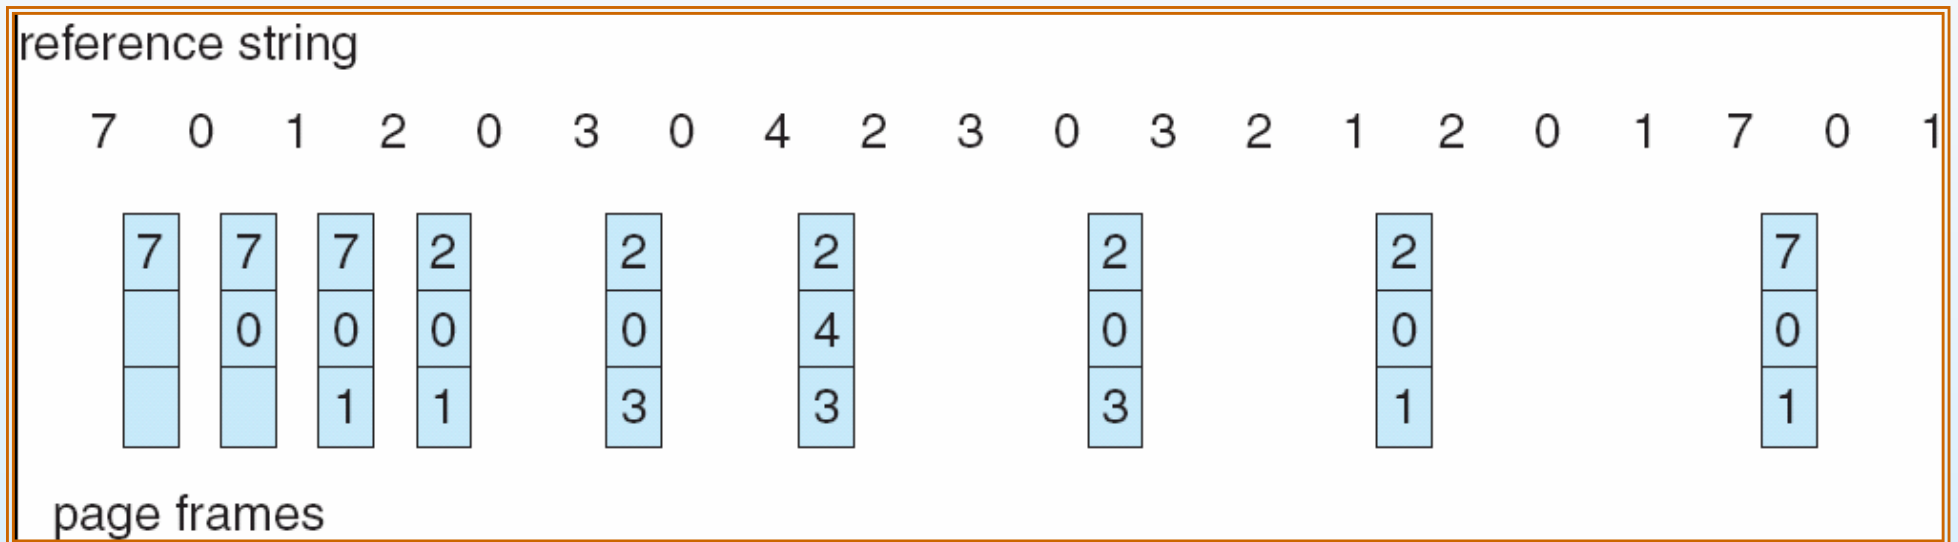 reference string
7 0 1 2 0 3 0 4 2 3 0 3 2 1 2 0 1 7 0 1
7 7 7 2 2 2 2 2 7
0 0 0 0 4 0 0 0
1 1 3 3 3 1 1
page frames